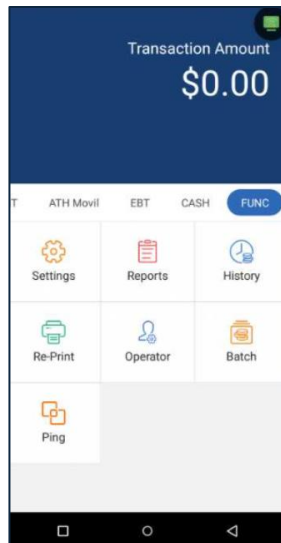 Transaction Amount
$0.00
T ATH Movil EBT CASH FUNC
Settings Reports History
Re-Print Operator Batch
Ping